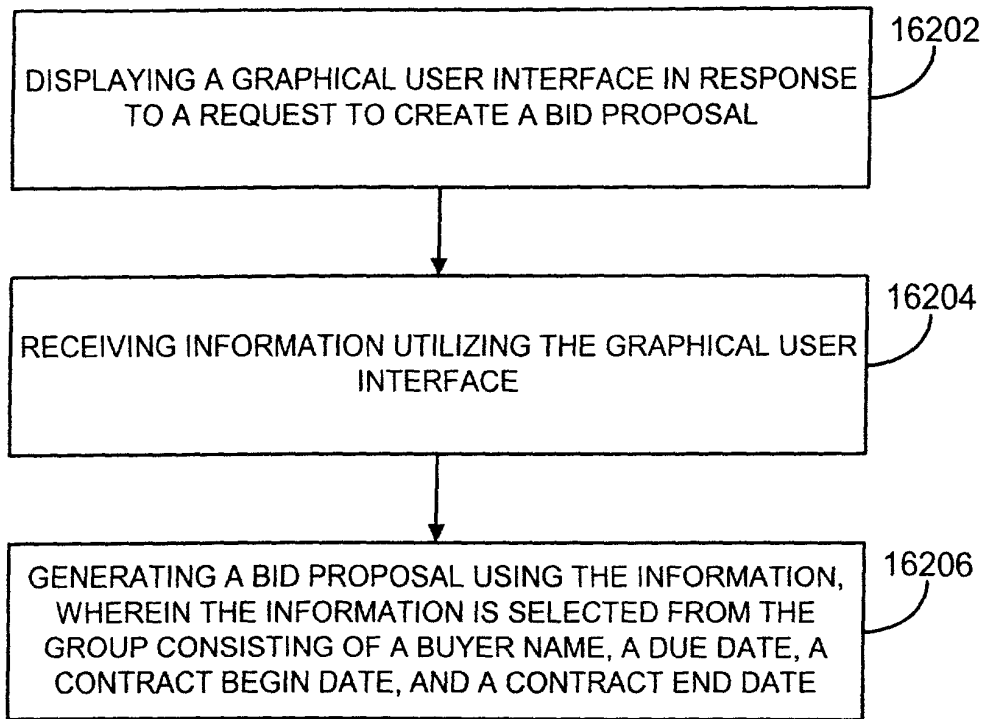 16202
DISPLAYING A GRAPHICAL USER INTERFACE IN RESPONSE
TO A REQUEST TO CREATE A BID PROPOSAL
16204
RECEIVING INFORMATION UTILIZING THE GRAPHICAL USER
INTERFACE
16206
GENERATING A BID PROPOSAL USING THE INFORMATION,
WHEREIN THE INFORMATION IS SELECTED FROM THE
GROUP CONSISTING OF A BUYER NAME, A DUE DATE, A
CONTRACT BEGIN DATE, AND A CONTRACT END DATE